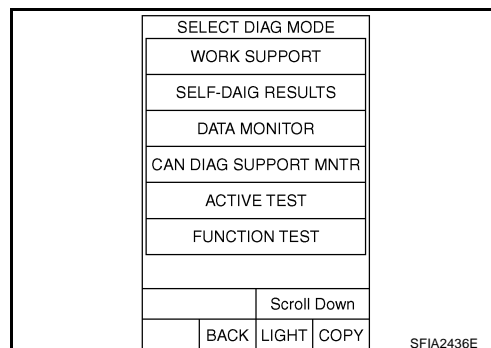 SELECT DIAG MODE
WORK SUPPORT
SELF-DAIG RESULTS
DATA MONITOR
CAN DIAG SUPPORT MNTR
ACTIVE TEST
FUNCTION TEST
Scroll Down
BACK LIGHT COPY
SFIA2436E